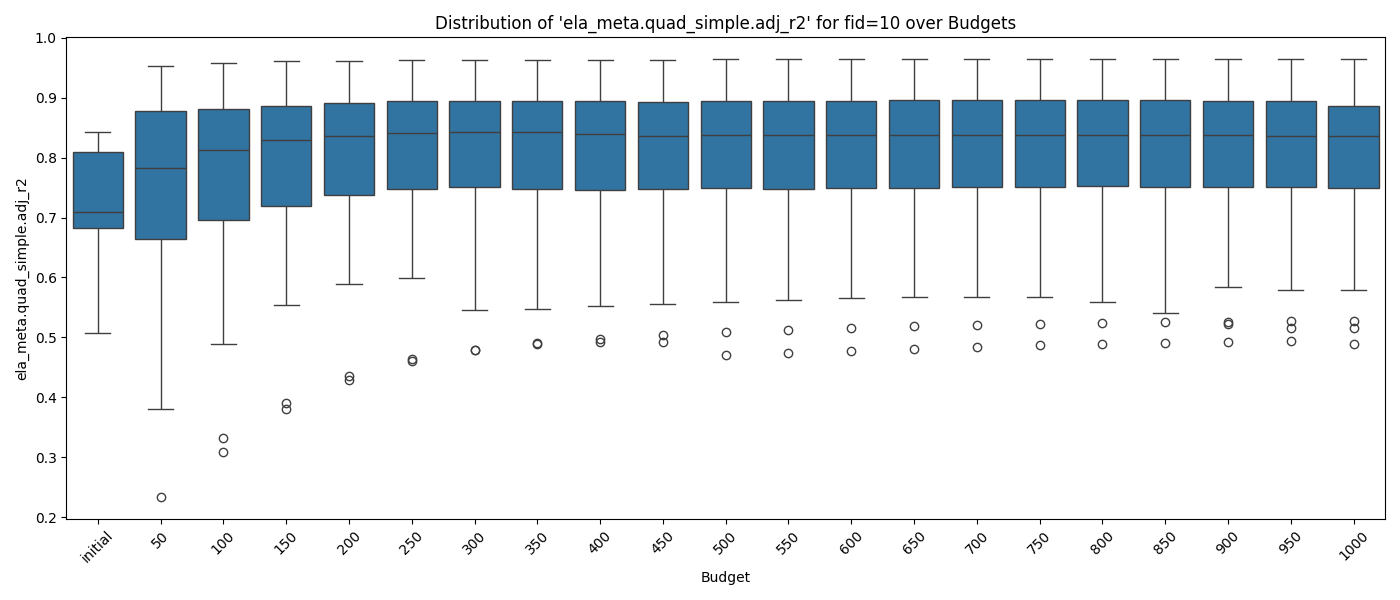 Distribution of 'ela_meta.quad_simple.adj_r2' for fid=10 over Budgets
ela_meta.quad_simple.adj_r2
1.0
0.9
0.8
0.7
0.6
0.5
0.4
0.3
0.2
initial 50 100 150 200 250 300 350 400 450 500 550 600 650 700 750 800 850 900 950 1000
Budget